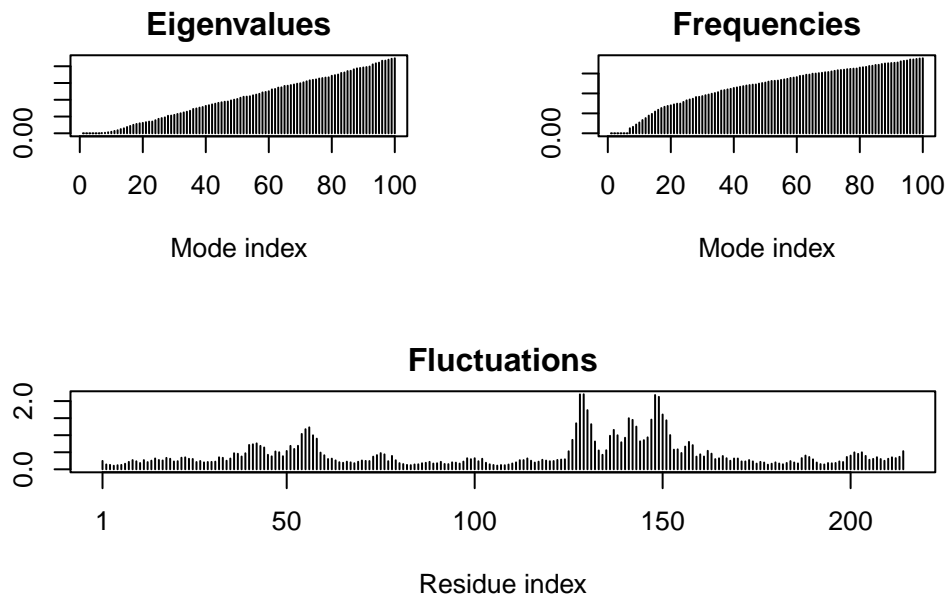 Eigenvalues
0.00
0 20 40 60 80 100
Mode index
Frequencies
0.00
0 20 40 60 80 100
Mode index
Fluctuations
0.0 2.0
1 50 100 150 200
Residue index